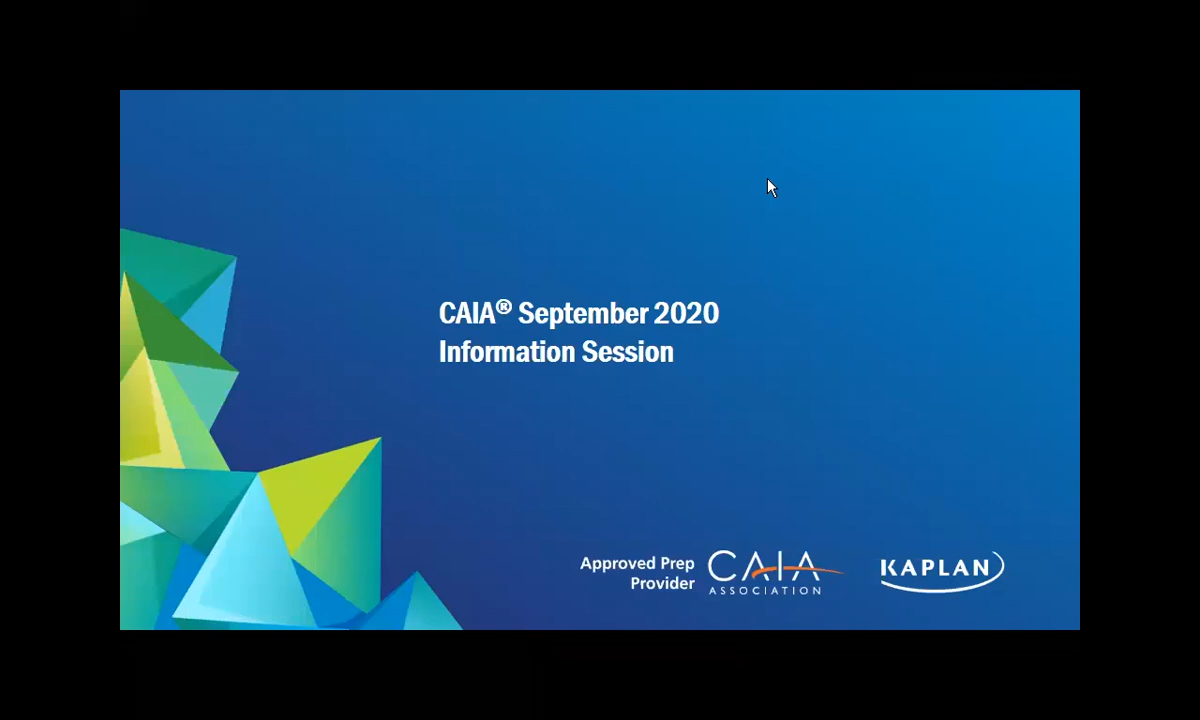 CAIA® September 2020
Information Session
Approved Prep
Provider
CAIA
ASSOCIATION
KAPLAN